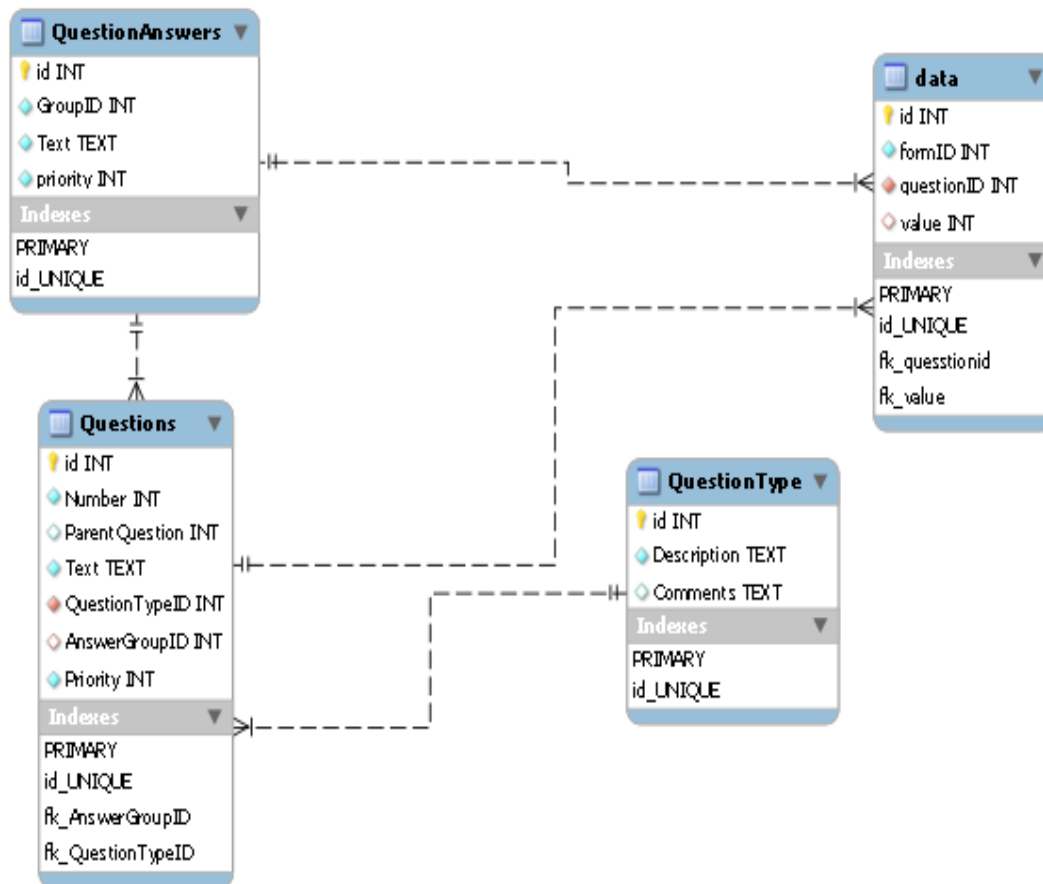 QuestionAnswers
id INT
GroupID INT
Text TEXT
priority INT
Indexes
PRIMARY
id_UNIQUE
data
id INT
formID INT
questionID INT
value INT
Indexes
PRIMARY
id_UNIQUE
fk_quesstionid
fk_value
Questions
id INT
Number INT
ParentQuestion INT
Text TEXT
QuestionTypeID INT
AnswerGroupID INT
Priority INT
Indexes
PRIMARY
id_UNIQUE
fk_AnswerGroupID
fk_QuestionTypeID
QuestionType
id INT
Description TEXT
Comments TEXT
Indexes
PRIMARY
id_UNIQUE